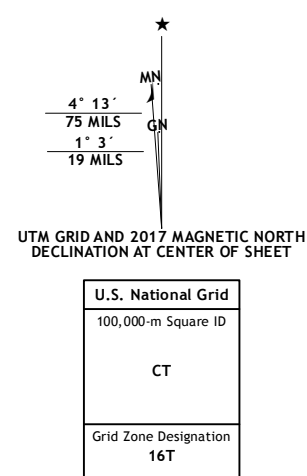 MN
4° 13´
75 MILS
GN
1° 3´
19 MILS
UTM GRID AND 2017 MAGNETIC NORTH
DECLINATION AT CENTER OF SHEET
U.S. National Grid
100,000-m Square ID
CT
Grid Zone Designation
16T